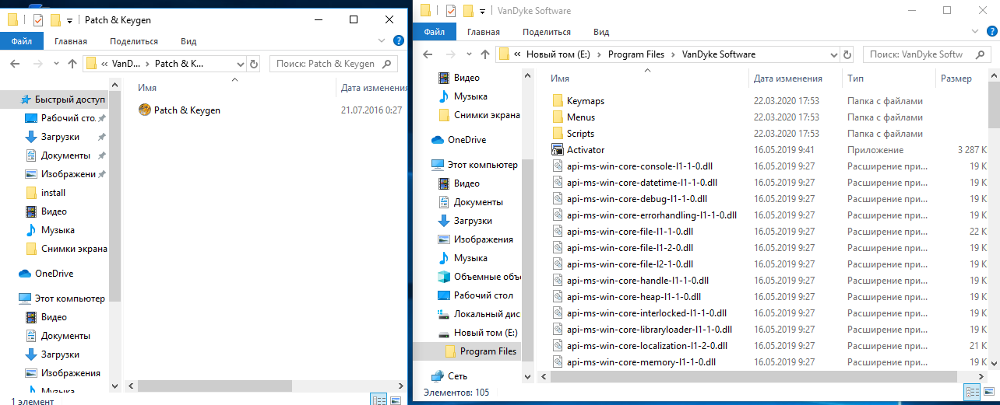 Patch & Keygen
Файл Главная Поделиться Вид
« VanD... › Patch & K...
Поиск: Patch & Keygen
Имя Дата изменения
Быстрый доступ
Рабочий сто.
Загрузки
Документы
Изображени
install
Видео
Музыка
Снимки экрана
OneDrive
Этот компьютер
Видео
Документы
Загрузки
Изображения
Музыка
Patch & Keygen 21.07.2016 0:27
1 элемент
VanDyke Software
Файл Главная Поделиться Вид
« Новый том (E:) › Program Files › VanDyke Software
Поиск: VanDyke Softw
Имя Дата изменения Тип Размер
Видео
Музыка
Снимки экрана
OneDrive
Этот компьютер
Видео
Документы
Загрузки
Изображения
Музыка
Объемные объе
Рабочий стол
Локальный дис
Новый том (E:)
Program Files
Сеть
Keymaps 22.03.2020 17:53 Папка с файлами
Menus 22.03.2020 17:53 Папка с файлами
Scripts 22.03.2020 17:53 Папка с файлами
Activator 16.05.2019 9:41 Приложение 3 287 К
api-ms-win-core-console-l1-1-0.dll 16.05.2019 9:27 Расширение при... 19 К
api-ms-win-core-datetime-l1-1-0.dll 16.05.2019 9:27 Расширение при... 19 К
api-ms-win-core-debug-l1-1-0.dll 16.05.2019 9:27 Расширение при... 19 К
api-ms-win-core-errorhandling-l1-1-0.dll 16.05.2019 9:27 Расширение при... 19 К
api-ms-win-core-file-l1-1-0.dll 16.05.2019 9:27 Расширение при... 22 К
api-ms-win-core-file-l1-2-0.dll 16.05.2019 9:27 Расширение при... 19 К
api-ms-win-core-file-l2-1-0.dll 16.05.2019 9:27 Расширение при... 19 К
api-ms-win-core-handle-l1-1-0.dll 16.05.2019 9:27 Расширение при... 19 К
api-ms-win-core-heap-l1-1-0.dll 16.05.2019 9:27 Расширение при... 19 К
api-ms-win-core-interlocked-l1-1-0.dll 16.05.2019 9:27 Расширение при... 19 К
api-ms-win-core-libraryloader-l1-1-0.dll 16.05.2019 9:27 Расширение при... 19 К
api-ms-win-core-localization-l1-2-0.dll 16.05.2019 9:27 Расширение при... 21 К
api-ms-win-core-memory-l1-1-0.dll 16.05.2019 9:27 Расширение при... 19 К
Элементов: 105